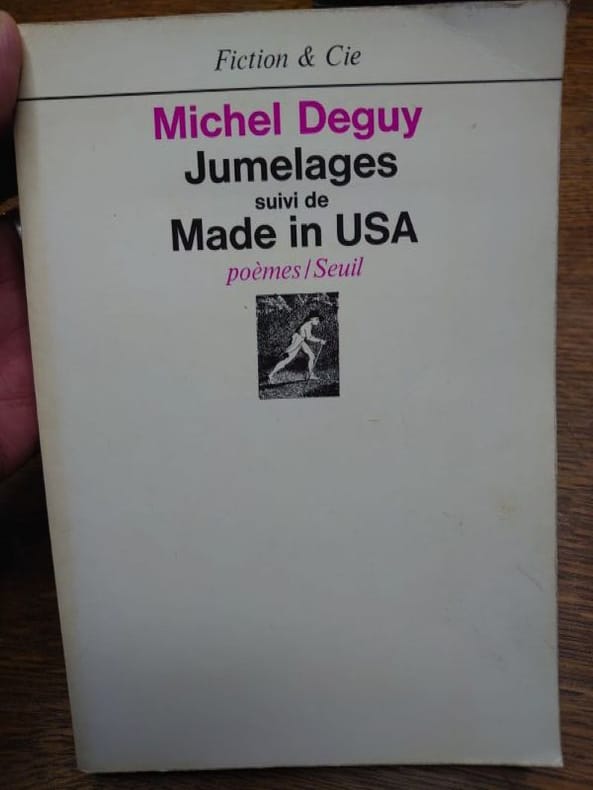 Fiction & Cie
Michel Deguy
Jumelages
suivi de
Made in USA
poèmes/Seuil